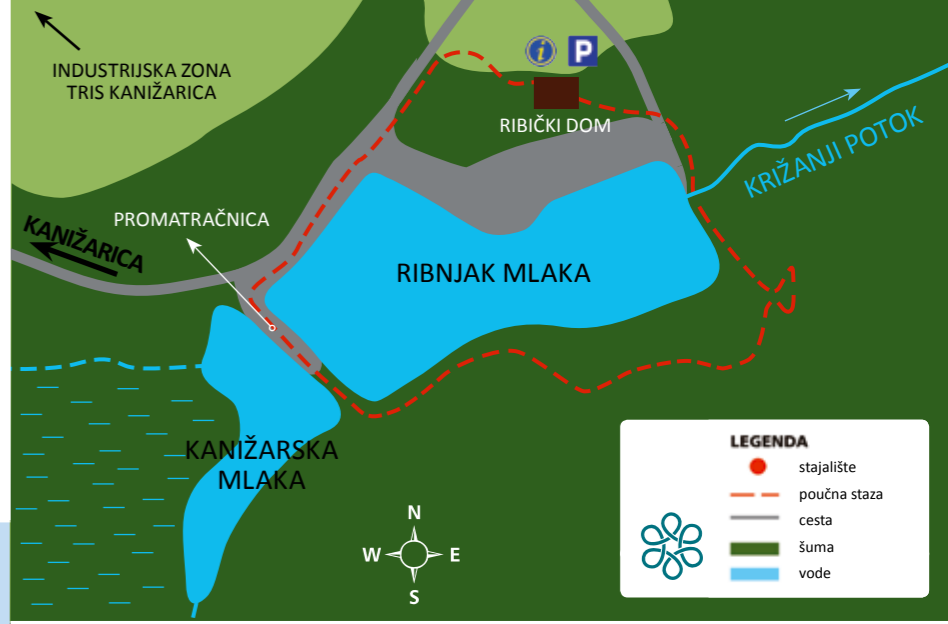 INDUSTRIJSKA ZONA
TRIS KANIŽARICA
i
P
RIBIČKI DOM
KRIŽANJI POTOK
PROMATRAČNICA
KANIŽARICA
RIBNJAK MLAKA
KANIŽARSKA
MLAKA
N
W
E
S
LEGENDA
stajalište
poučna staza
cesta
šuma
vode